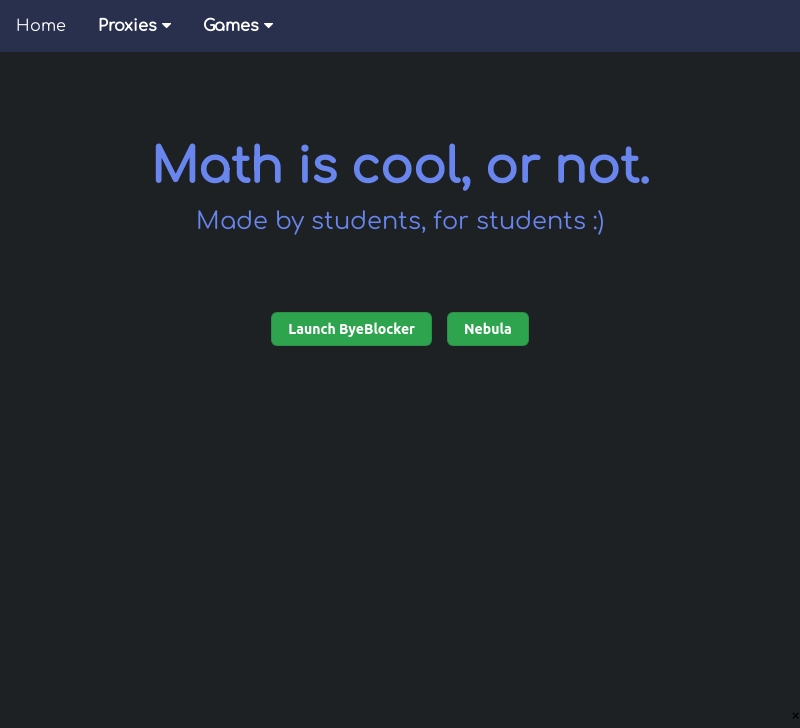 Home Proxies Games
Math is cool, or not.
Made by students, for students :)
Launch ByeBlocker Nebula